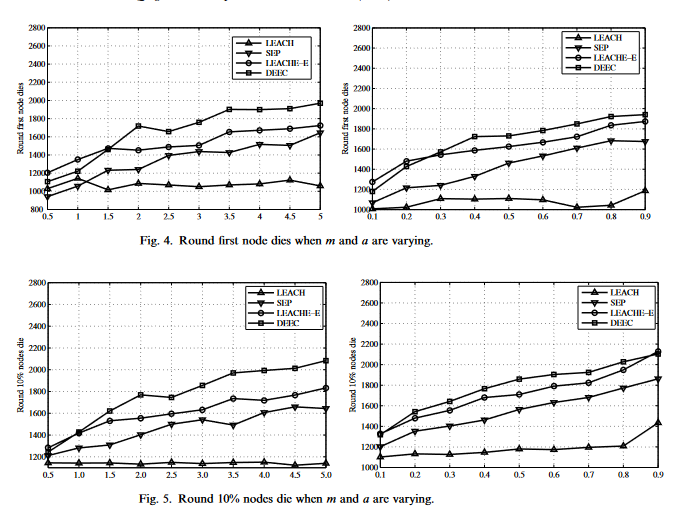 2800
2600
2400
2200
2000
1800
1600
1400
1200
1000
800
0.5 1 1.5 2 2.5 3 3.5 4 4.5 5
Round first node dies
LEACH
SEP
LEACHE-E
DEEC
2800
2600
2400
2200
2000
1800
1600
1400
1200
1000
0.1 0.2 0.3 0.4 0.5 0.6 0.7 0.8 0.9
Round first node dies
LEACH
SEP
LEACHE-E
DEEC
Fig. 4. Round first node dies when m and a are varying.
2800
2600
2400
2200
2000
1800
1600
1400
1200
0.5 1.0 1.5 2.0 2.5 3.0 3.5 4.0 4.5 5.0
Round 10% nodes die
LEACH
SEP
LEACHE-E
DEEC
2800
2600
2400
2200
2000
1800
1600
1400
1200
1000
0.1 0.2 0.3 0.4 0.5 0.6 0.7 0.8 0.9
Round 10% nodes die
LEACH
SEP
LEACHE-E
DEEC
Fig. 5. Round 10% nodes die when m and a are varying.